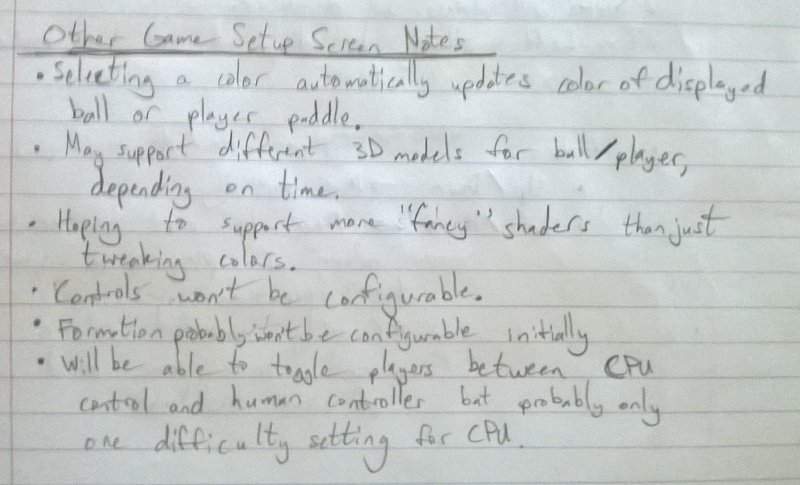 Other Game Setup Screen Notes
• Selecting a color automatically updates color of displayed
ball or player paddle.
• May support different 3D models for ball/player,
depending on time.
• Hoping to support more "fancy" shaders than just
tweaking colors.
• Controls won't be configurable.
• Formation probably won't be configurable initially
• Will be able to toggle players between CPU
control and human controller but probably only
one difficulty setting for CPU.